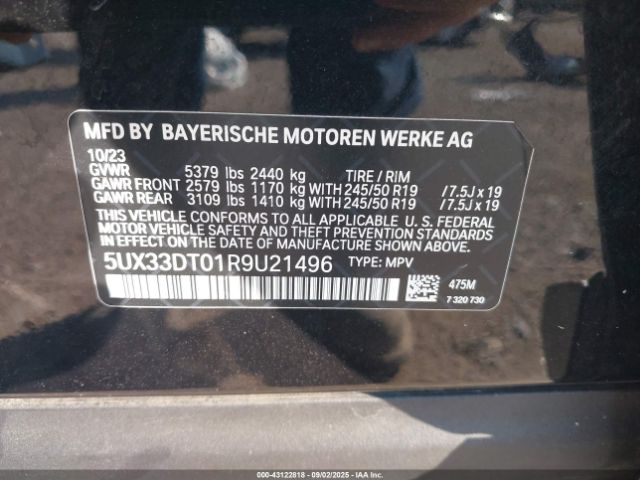 MFD BY BAYERISCHE MOTOREN WERKE AG
10/23
GVWR 5379 lbs 2440 kg TIRE / RIM
GAWR FRONT 2579 lbs 1170 kg WITH 245/50 R19 / 7.5J x 19
GAWR REAR 3109 lbs 1410 kg WITH 245/50 R19 / 7.5J x 19
THIS VEHICLE CONFORMS TO ALL APPLICABLE U. S. FEDERAL
MOTOR VEHICLE SAFETY AND THEFT PREVENTION STANDARDS
IN EFFECT ON THE DATE OF MANUFACTURE SHOWN ABOVE.
5UX33DT01R9U21496 TYPE: MPV
475M
7 320 730
000-43122618 - 09/02/2025 - IAAI.COM